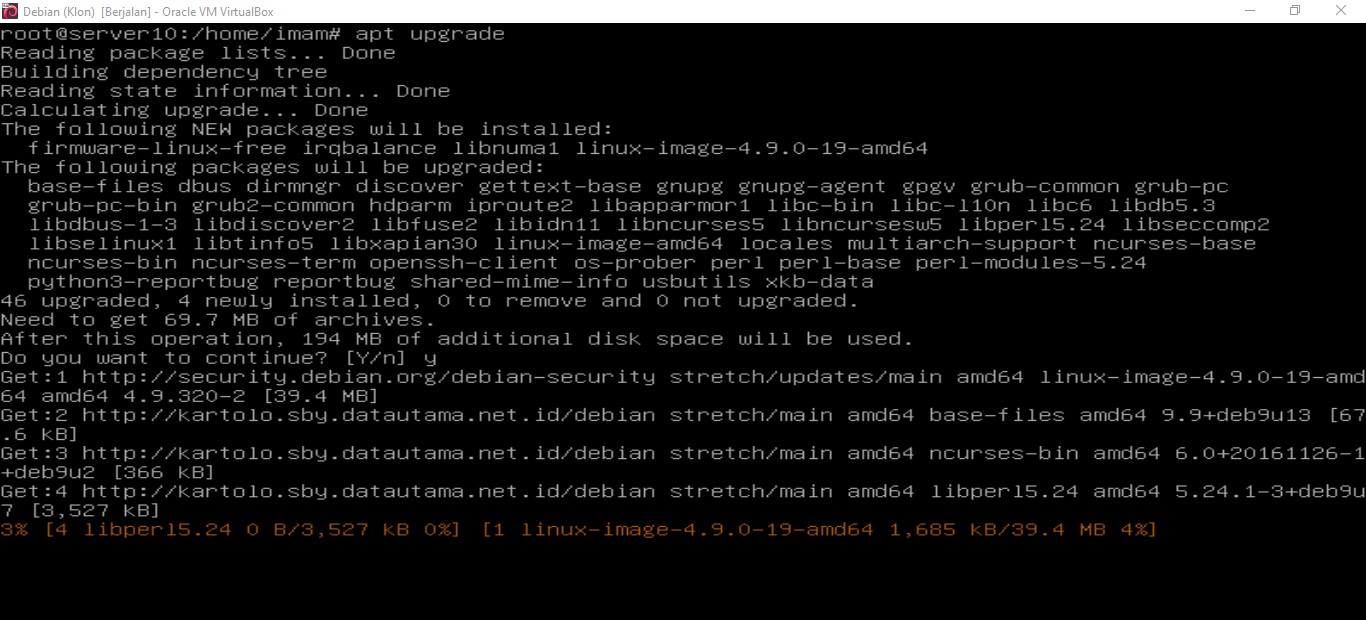 Debian (Klon) [Berjalan] - Oracle VM VirtualBox
root@server10:/home/imam# apt upgrade
Reading package lists... Done
Building dependency tree
Reading state information... Done
Calculating upgrade... Done
The following NEW packages will be installed:
  firmware-linux-free irqbalance libnuma1 linux-image-4.9.0-19-amd64
The following packages will be upgraded:
  base-files dbus dirmngr discover gettext-base gnupg gnupg-agent gpgv grub-common grub-pc
  grub-pc-bin grub2-common hdparm iproute2 libapparmor1 libc-bin libc-l10n libc6 libdb5.3
  libdbus-1-3 libdiscover2 libfuse2 libidn11 libncurses5 libncursesw5 libperl5.24 libseccomp2
  libselinux1 libtinfo5 libxapian30 linux-image-amd64 locales multiarch-support ncurses-base
  ncurses-bin ncurses-term openssh-client os-prober perl perl-base perl-modules-5.24
  python3-reportbug reportbug shared-mime-info usbutils xkb-data
46 upgraded, 4 newly installed, 0 to remove and 0 not upgraded.
Need to get 69.7 MB of archives.
After this operation, 194 MB of additional disk space will be used.
Do you want to continue? [Y/n] y
Get:1 http://security.debian.org/debian-security stretch/updates/main amd64 linux-image-4.9.0-19-amd
64 amd64 4.9.320-2 [39.4 MB]
Get:2 http://kartolo.sby.datautama.net.id/debian stretch/main amd64 base-files amd64 9.9+deb9u13 [67
.6 kB]
Get:3 http://kartolo.sby.datautama.net.id/debian stretch/main amd64 ncurses-bin amd64 6.0+20161126-1
+deb9u2 [366 kB]
Get:4 http://kartolo.sby.datautama.net.id/debian stretch/main amd64 libperl5.24 amd64 5.24.1-3+deb9u
7 [3,527 kB]
3% [4 libperl5.24 0 B/3,527 kB 0%] [1 linux-image-4.9.0-19-amd64 1,685 kB/39.4 MB 4%]